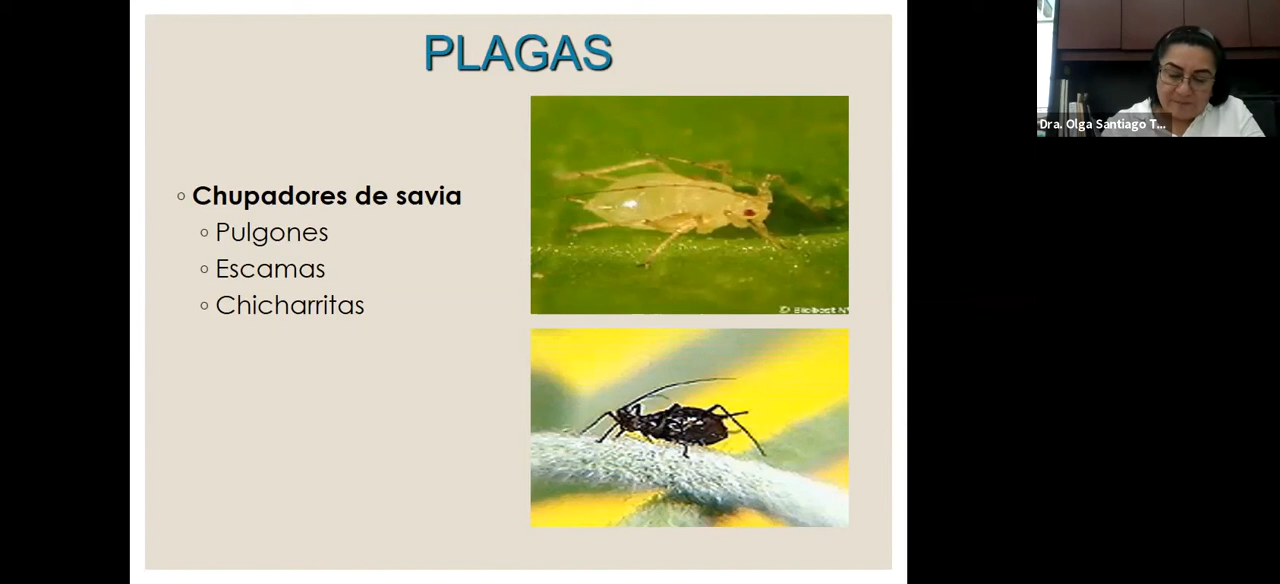 PLAGAS
Dra. Olga Santiago T...
◦ Chupadores de savia
◦ Pulgones
◦ Escamas
◦ Chicharritas